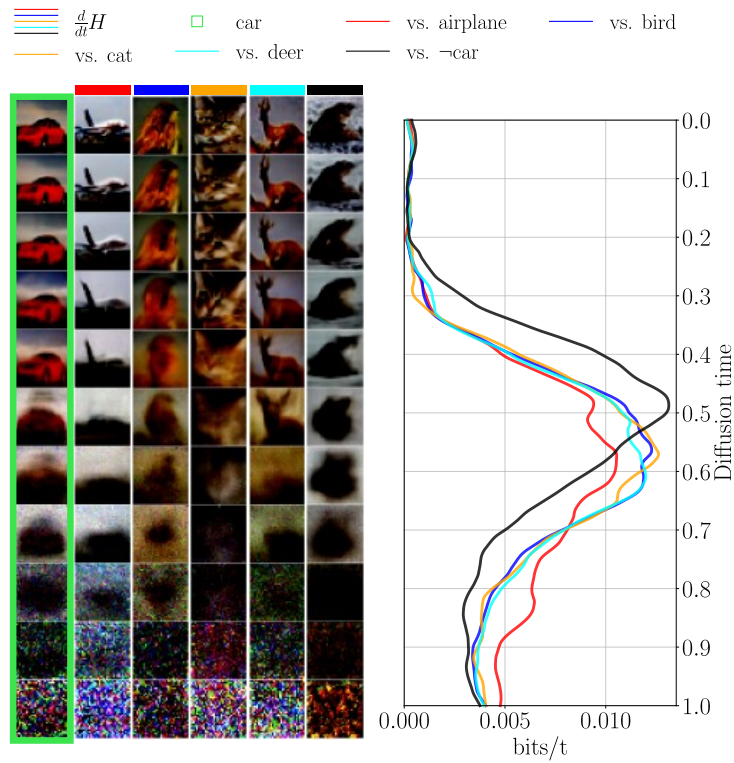 d/dt H
car
vs. airplane
vs. bird
vs. cat
vs. deer
vs. ¬car
0.0
0.1
0.2
0.3
0.4
0.5
0.6
0.7
0.8
0.9
1.0
Diffusion time
0.000 0.005 0.010
bits/t